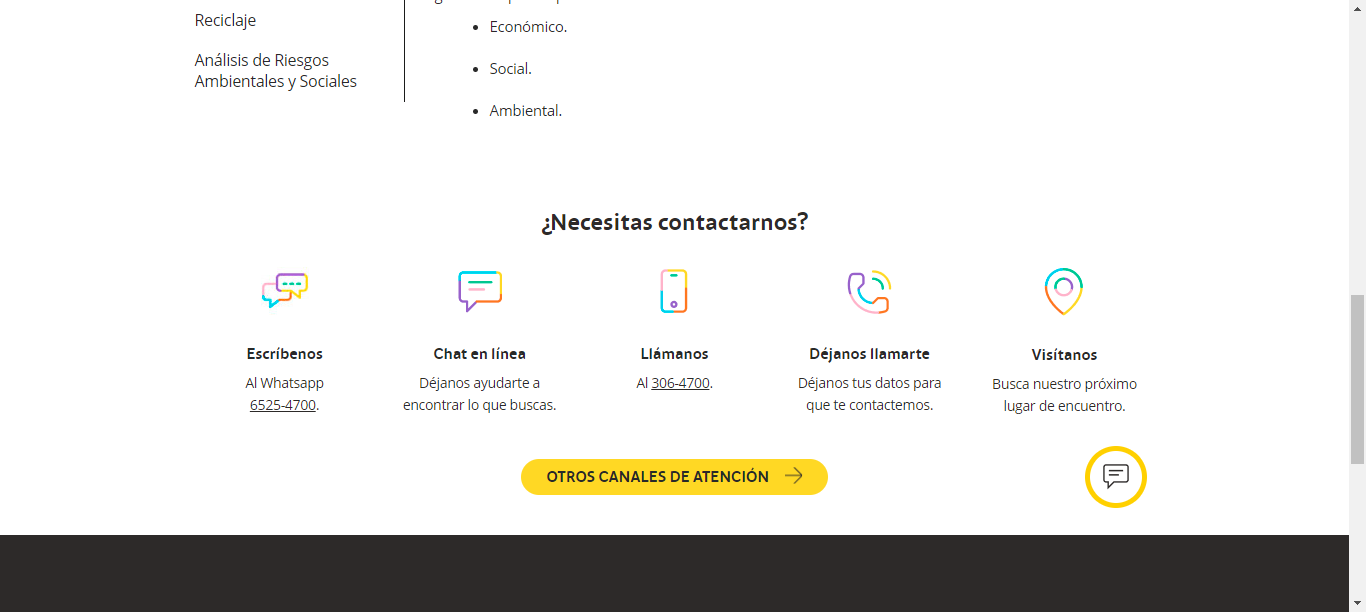 Reciclaje
Análisis de Riesgos
Ambientales y Sociales
• Económico.
• Social.
• Ambiental.
¿Necesitas contactarnos?
Escríbenos
Al Whatsapp
6525-4700.
Chat en línea
Déjanos ayudarte a
encontrar lo que buscas.
Llámanos
Al 306-4700.
Déjanos llamarte
Déjanos tus datos para
que te contactemos.
Visítanos
Busca nuestro próximo
lugar de encuentro.
OTROS CANALES DE ATENCIÓN